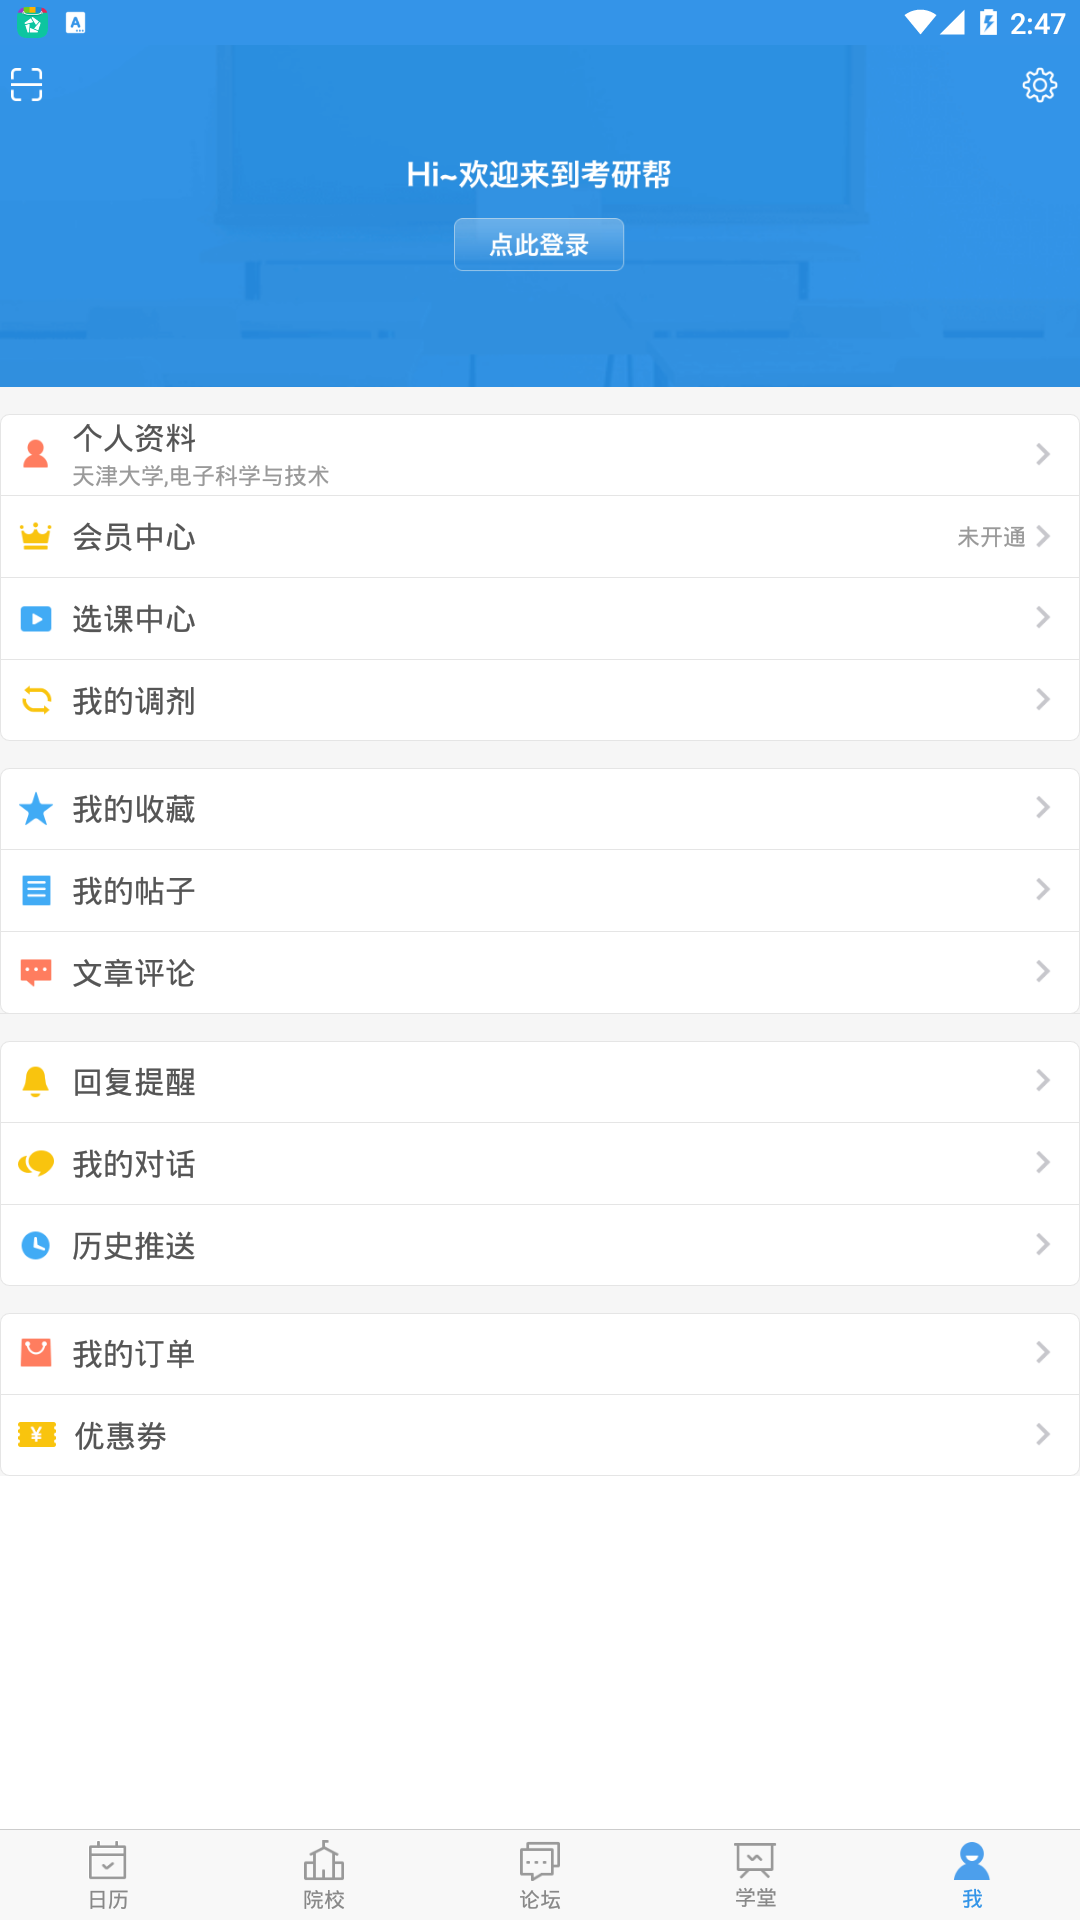 2:47
Hi~欢迎来到考研帮
点此登录
个人资料
天津大学,电子科学与技术
会员中心
未开通
选课中心
我的调剂
我的收藏
我的帖子
文章评论
回复提醒
我的对话
历史推送
我的订单
优惠券
日历
院校
论坛
学堂
我